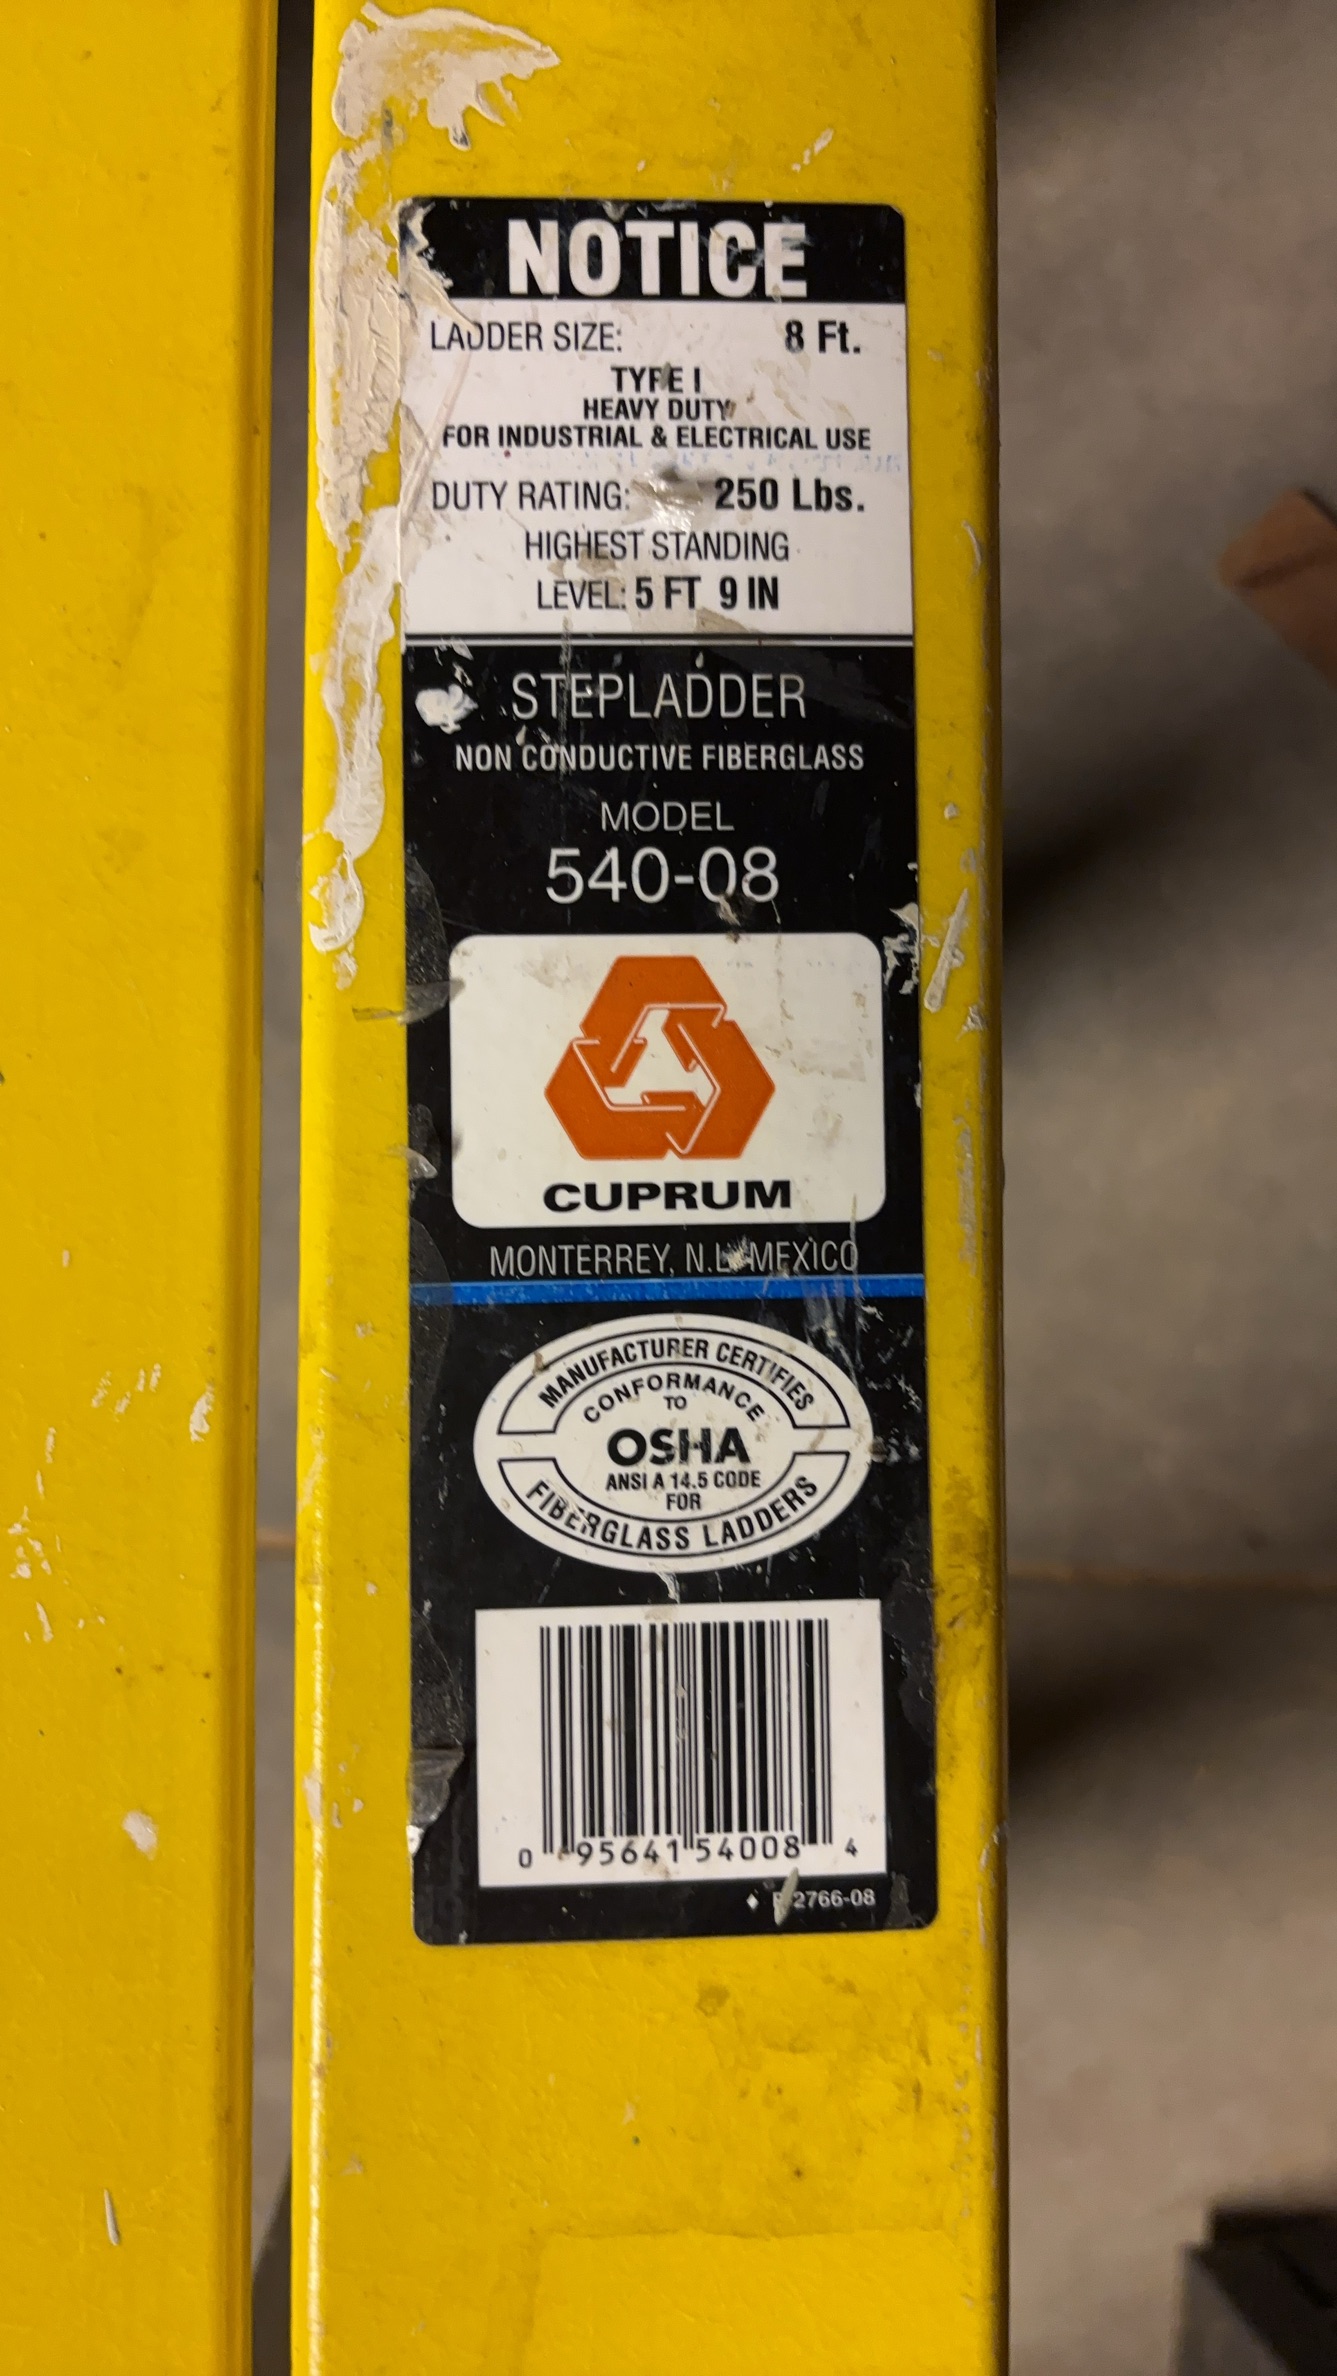 NOTICE
LADDER SIZE: 8 Ft.
TYPE I
HEAVY DUTY
FOR INDUSTRIAL & ELECTRICAL USE
DUTY RATING: 250 Lbs.
HIGHEST STANDING
LEVEL: 5 FT 9 IN
STEPLADDER
NON CONDUCTIVE FIBERGLASS
MODEL
540-08
CUPRUM
MONTERREY, N.L. MEXICO
MANUFACTURER CERTIFIES
CONFORMANCE
TO
OSHA
ANSI A 14.5 CODE
FOR
FIBERGLASS LADDERS
0 95641 54008 4
2766-08